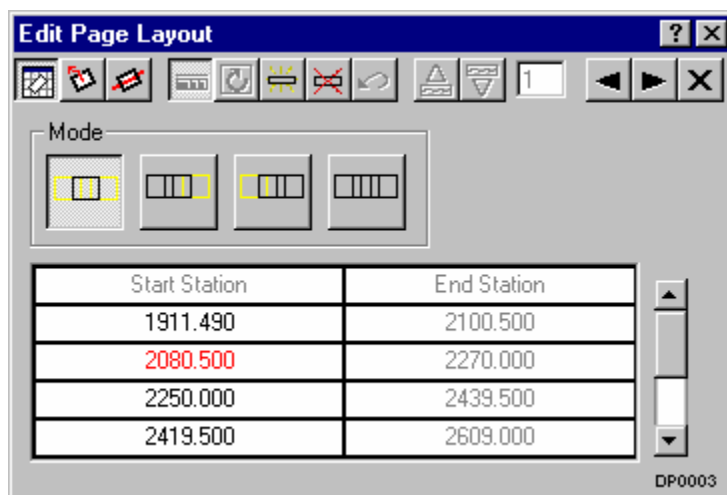 Edit Page Layout
1
Mode
Start Station End Station
1911.490 2100.500
2080.500 2270.000
2250.000 2439.500
2419.500 2609.000
DP0003